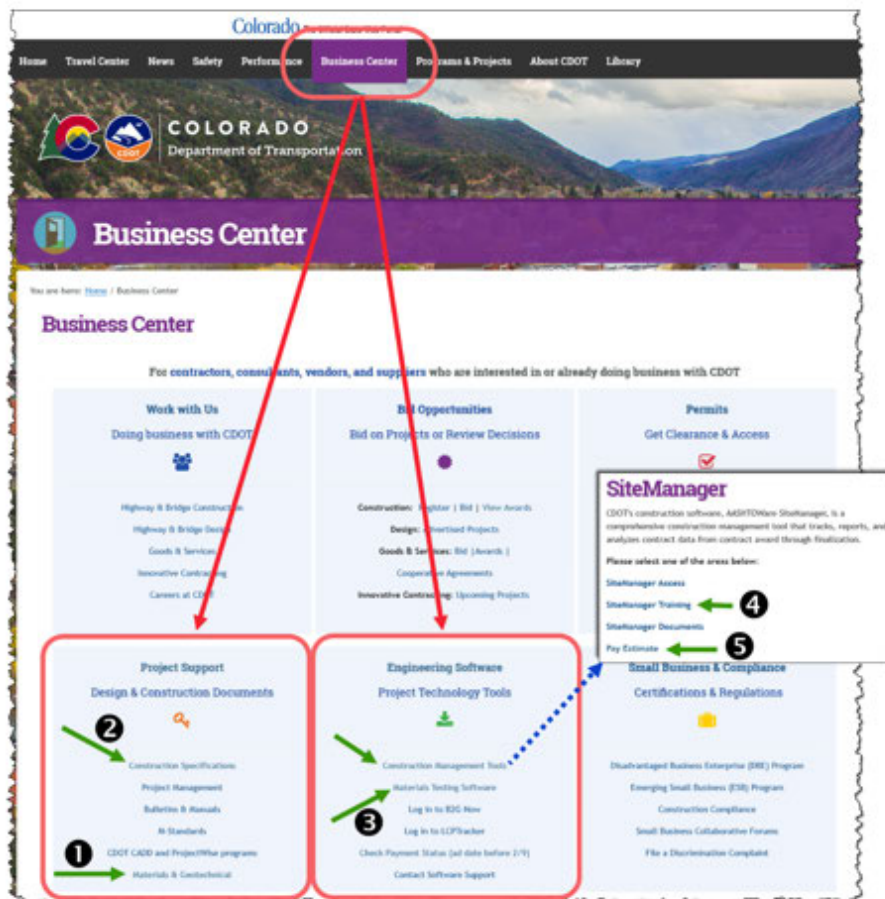 Colorado
Home Travel Center News Safety Performance Business Center Programs & Projects About CDOT Library
COLORADO
Department of Transportation
CDOT
Business Center
You are here: Home / Business Center
Business Center
For contractors, consultants, vendors, and suppliers who are interested in or already doing business with CDOT
Work with Us
Doing business with CDOT
Highway & Bridge Construction
Highway & Bridge Design
Goods & Services
Innovative Contracting
Careers at CDOT
Bid Opportunities
Bid on Projects or Review Decisions
Construction: Register | Bid | View Awards
Design: Advertised Projects
Goods & Services: Bid |Awards |
Cooperative Agreements
Innovative Contracting: Upcoming Projects
Permits
Get Clearance & Access
SiteManager
CDOT's construction software, AASHTOWare SiteManager, is a
comprehensive construction management tool that tracks, reports, and
analyzes contract data from contract award through finalization.
Please select one of the areas below:
SiteManager Access
SiteManager Training 4
SiteManager Documents
Pay Estimate 5
Project Support
Design & Construction Documents
2
Construction Specifications
Project Management
Bulletins & Manuals
M Standards
1 CDOT CADD and ProjectWise programs
Materials & Geotechnical
Engineering Software
Project Technology Tools
Construction Management Tools
Materials Testing Software
3 Log in to B2G Now
Log in to LCPTracker
Check Payment Status (ad date before 2/9)
Contact Software Support
Small Business & Compliance
Certifications & Regulations
Disadvantaged Business Enterprise (DBE) Program
Emerging Small Business (ESB) Program
Construction Compliance
Small Business Collaborative Forums
File a Discrimination Complaint